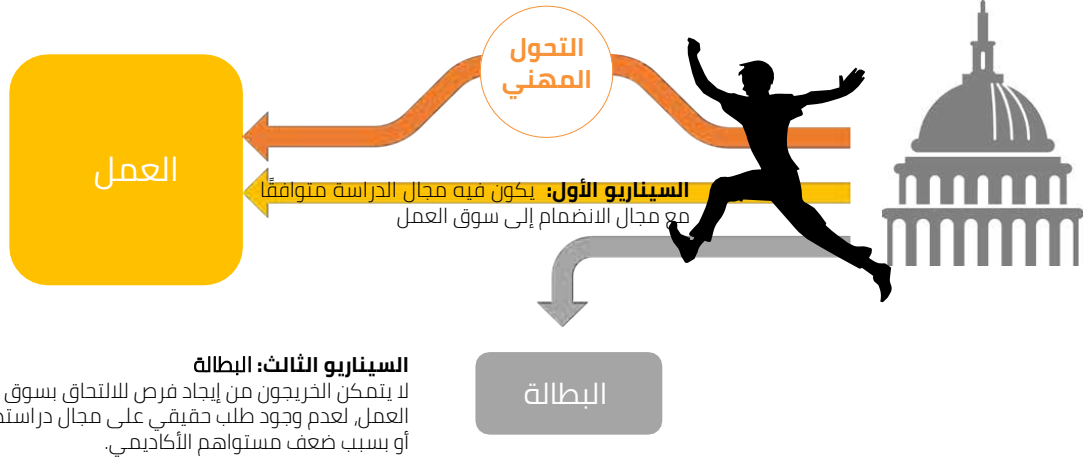 التحول
المهني
العمل
السيناريو الأول: يكون فيه مجال الدراسة متوافقًا
مع مجال الانضمام إلى سوق العمل
السيناريو الثالث: البطالة
لا يتمكن الخريجون من إيجاد فرص للالتحاق بسوق
العمل، لعدم وجود طلب حقيقي على مجال
أو بسبب ضعف مستواهم الأكاديمي.
البطالة